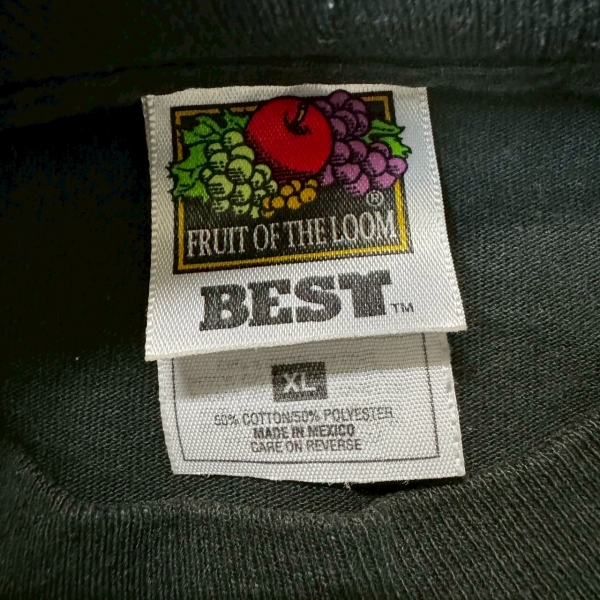 ®
FRUIT OF THE LOOM
BEST™
XL
50% COTTON/50% POLYESTER
MADE IN MEXICO
CARE ON REVERSE